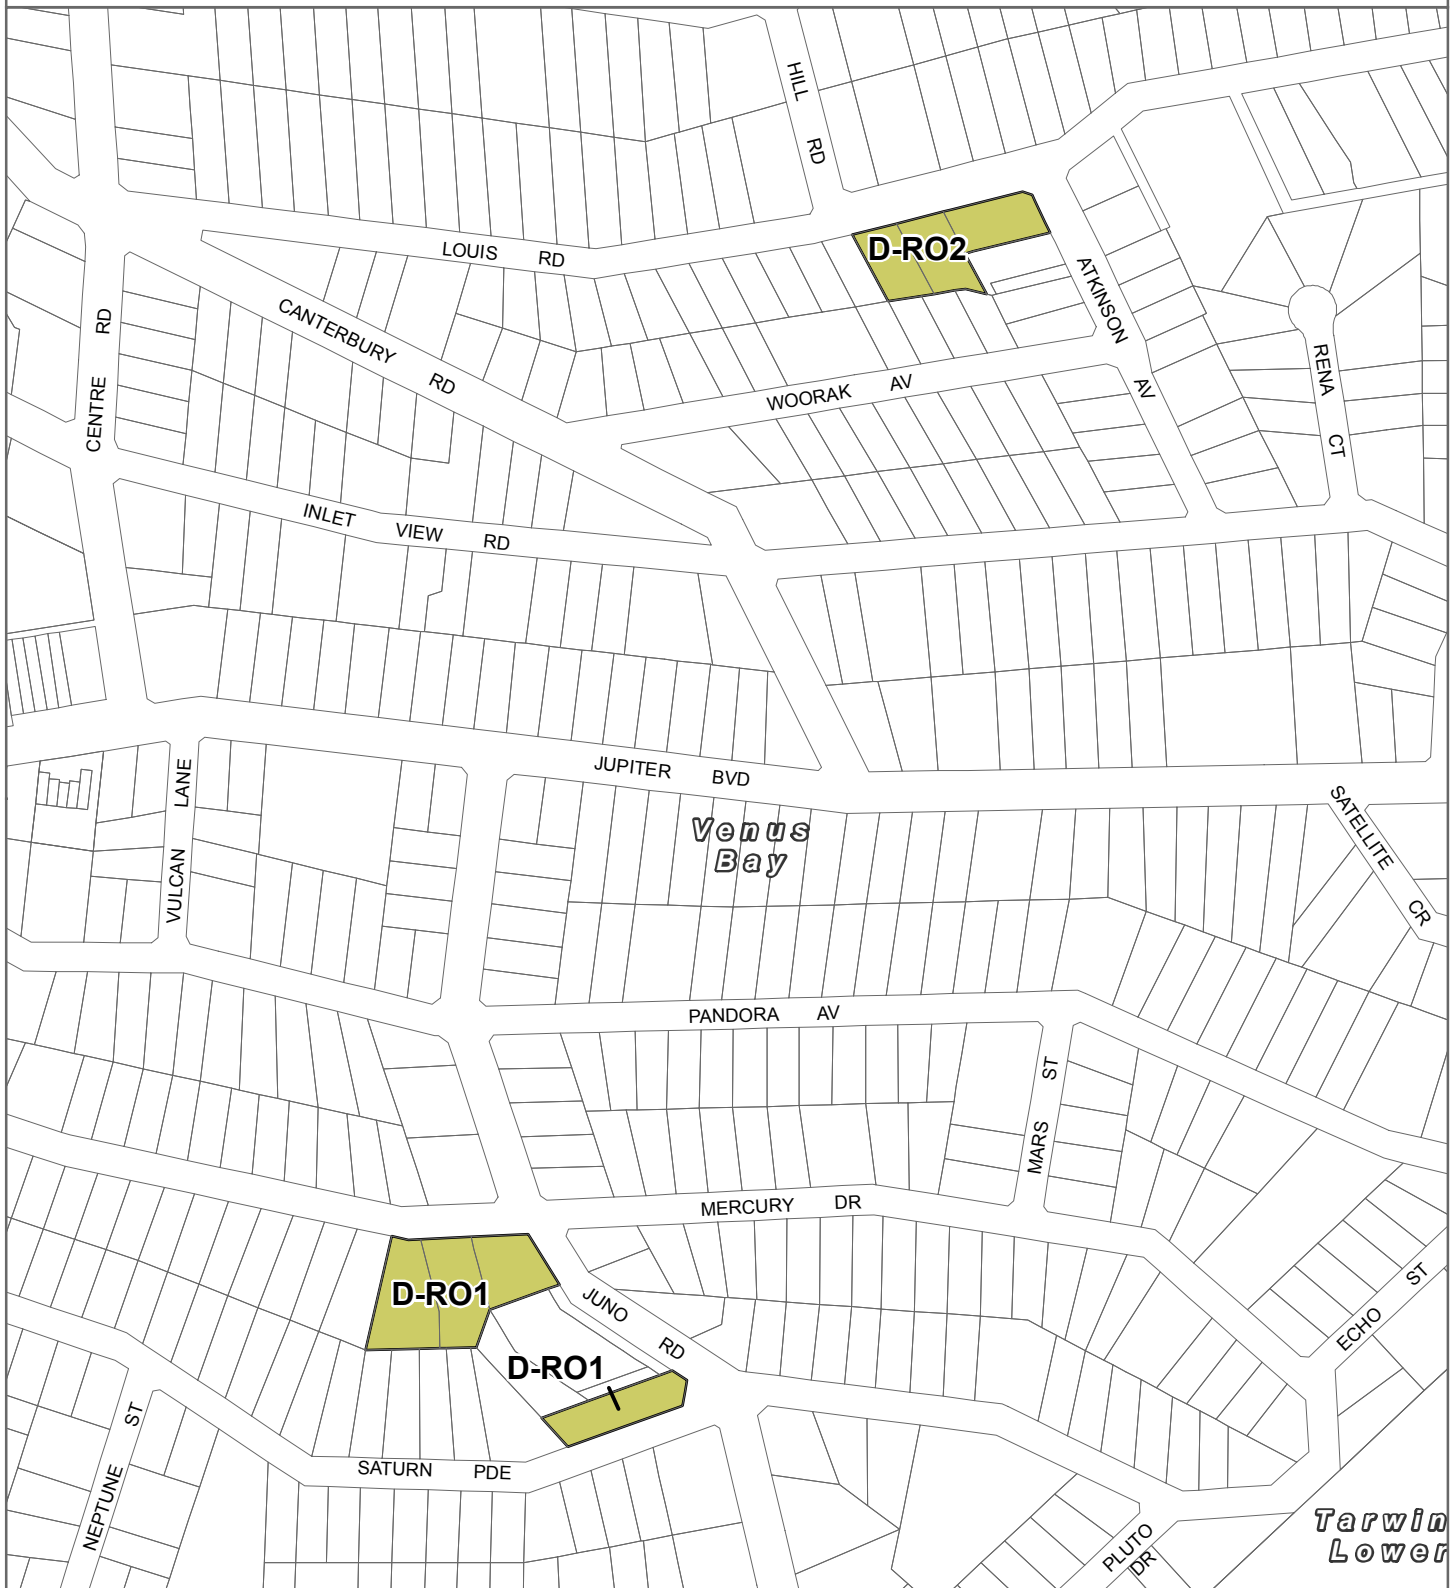 HILL RD
D-RO2
LOUIS RD
ATKINSON AV
CANTERBURY RD
CENTRE RD
RENA CT
WOORAK AV
INLET VIEW RD
JUPITER BVD
VULCAN LANE
SATELLITE CR
Venus
Bay
PANDORA AV
MARS ST
MERCURY DR
D-RO1
JUNO RD
ECHO ST
D-RO1
SATURN PDE
NEPTUNE ST
PLUTO DR
Tarwin
Lower